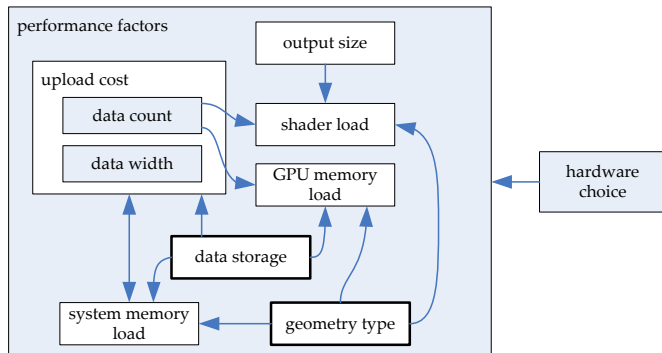 performance factors
output size
upload cost
data count
shader load
data width
GPU memory
load
hardware
choice
data storage
system memory
load
geometry type